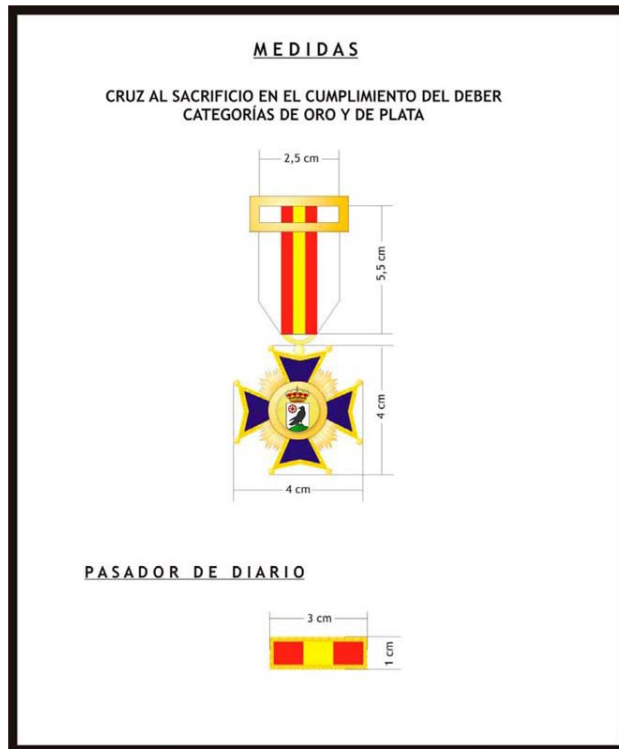 MEDIDAS
CRUZ AL SACRIFICIO EN EL CUMPLIMIENTO DEL DEBER
CATEGORÍAS DE ORO Y DE PLATA
2,5 cm
5,5 cm
4 cm
4 cm
PASADOR DE DIARIO
3 cm
1 cm